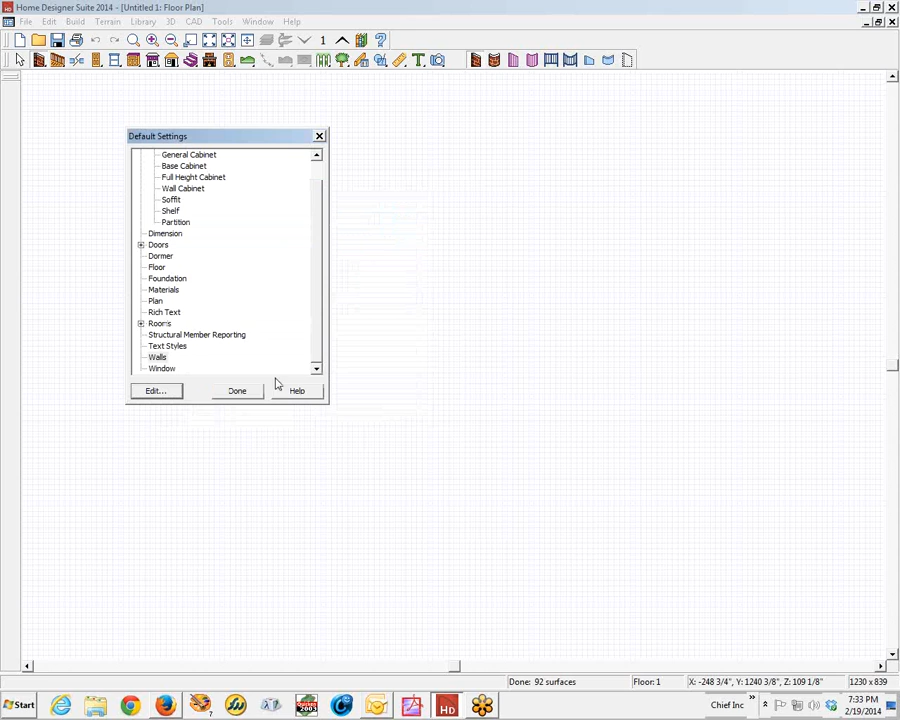 Home Designer Suite 2014 - [Untitled 1: Floor Plan]
File Edit Build Terrain Library 3D CAD Tools Window Help
1
Default Settings
General Cabinet
Base Cabinet
Full Height Cabinet
Wall Cabinet
Soffit
Shelf
Partition
Dimension
Doors
Dormer
Floor
Foundation
Materials
Plan
Rich Text
Rooms
Structural Member Reporting
Text Styles
Walls
Window
Edit... Done Help
Done: 92 surfaces Floor: 1 X: -248 3/4", Y: 1240 3/8", Z: 109 1/8" 1230 x 839
Start Chief Inc » 7:33 PM
2/19/2014